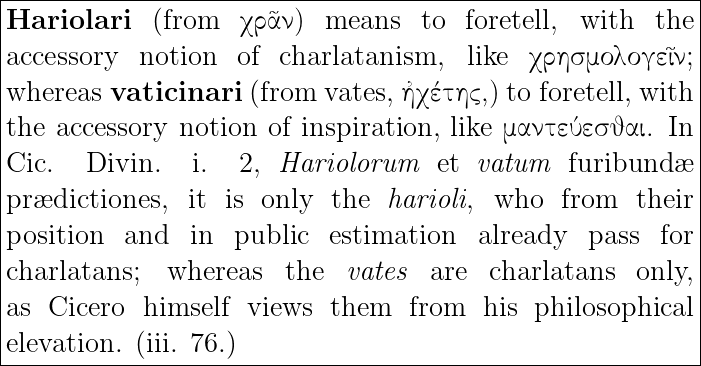 Hariolari (from χρᾶν) means to foretell, with the
accessory notion of charlatanism, like χρησμολογεῖν;
whereas vaticinari (from vates, ἠχέτης,) to foretell, with
the accessory notion of inspiration, like μαντεύεσϑαι. In
Cic. Divin. i. 2, Hariolorum et vatum furibundæ
prædictiones, it is only the harioli, who from their
position and in public estimation already pass for
charlatans; whereas the vates are charlatans only,
as Cicero himself views them from his philosophical
elevation. (iii. 76.)